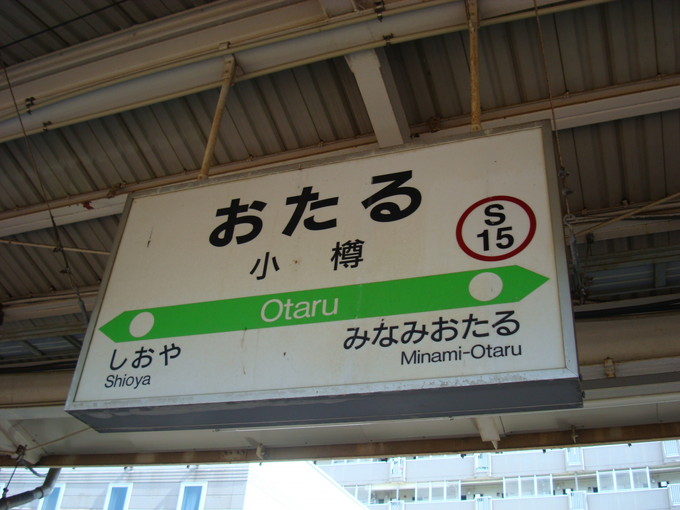 おたる
S
15
小樽
Otaru
しおや
Shioya
みなみおたる
Minami-Otaru